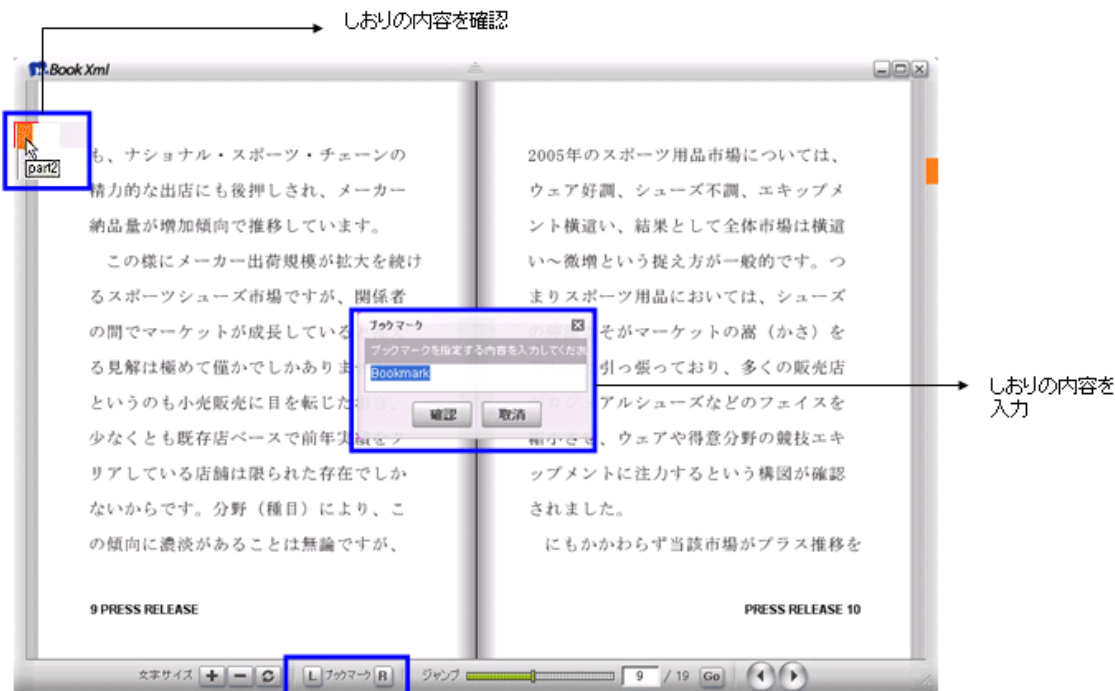 しおりの内容を確認
Book Xml
part2
も、ナショナル・スポーツ・チェーンの
精力的な出店にも後押しされ、メーカー
納品量が増加傾向で推移しています。
この様にメーカー出荷規模が拡大を続け
るスポーツシューズ市場ですが、関係者
の間でマーケットが成長している
る見解は極めて僅かでしかありま
というのも小売販売に目を転じた場合、
少なくとも既存店ベースで前年実績をク
リアしている店舗は限られた存在でしか
ないからです。分野（種目）により、こ
の傾向に濃淡があることは無論ですが、
9 PRESS RELEASE
2005年のスポーツ用品市場については、
ウェア好調、シューズ不調、エキップメ
ント横這い、結果として全体市場は横這
い～微増という捉え方が一般的です。つ
まりスポーツ用品においては、シューズ
そがマーケットの嵩（かさ）を
引っ張っており、多くの販売店
アルシューズなどのフェイスを
縮小させ、ウェアや得意分野の競技エキ
ップメントに注力するという構図が確認
されました。
にもかかわらず当該市場がプラス推移を
PRESS RELEASE 10
ブックマーク
ブックマークを指定する内容を入力してくださ
Bookmark
確認 取消
しおりの内容を
入力
文字サイズ L ブックマーク R ジャンプ 9 / 19 Go